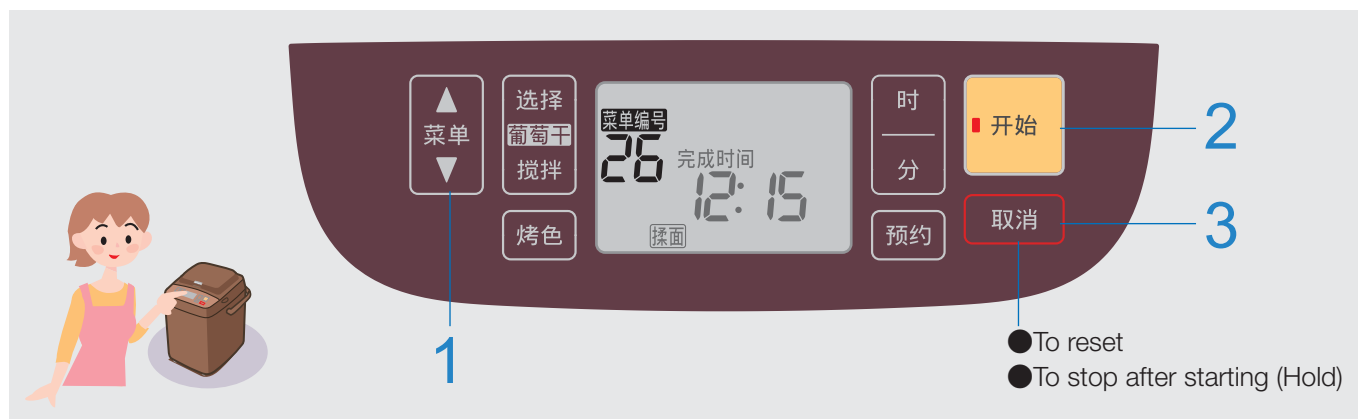 ▲
菜单
▼
选择
葡萄干
搅拌
烤色
菜单编号
26
完成时间
12:15
揉面
时
分
预约
开始
取消
1
2
3
●To reset
●To stop after starting (Hold)